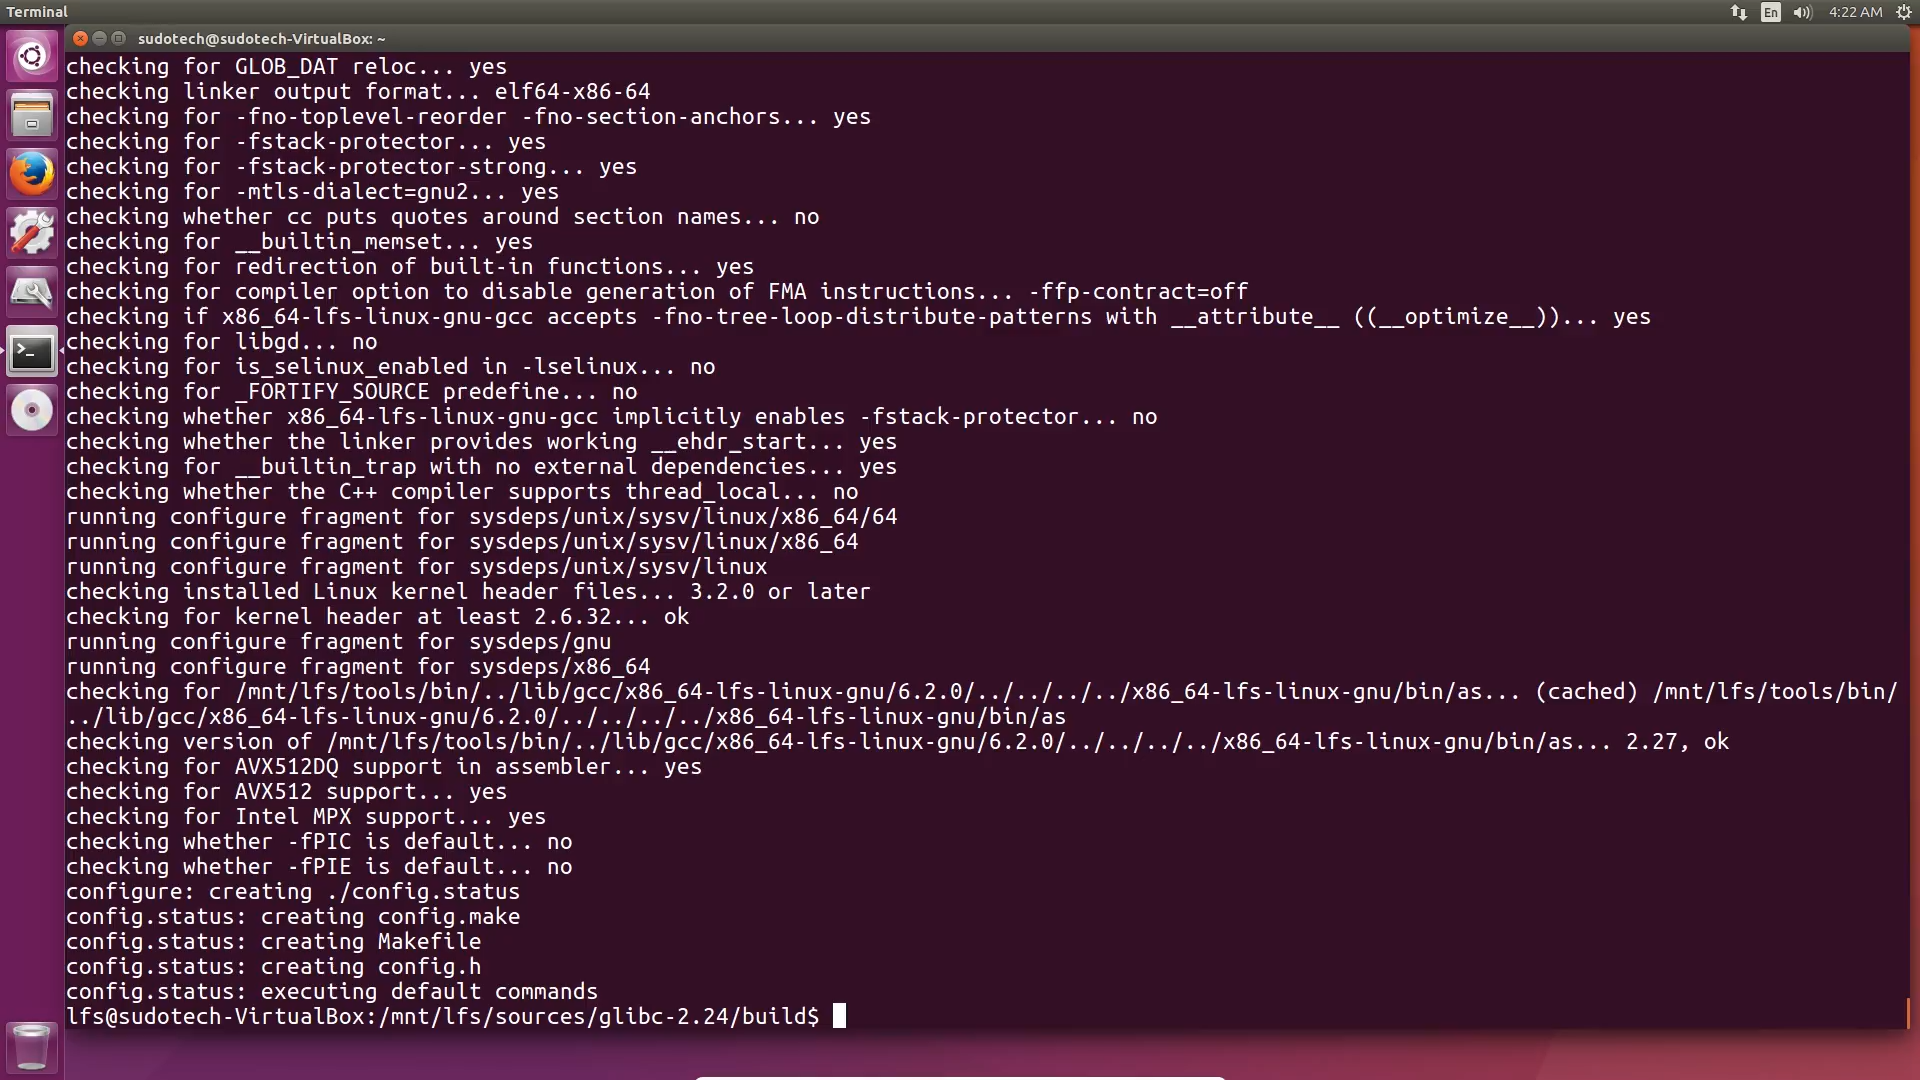 Terminal
En
4:22 AM
sudotech@sudotech-VirtualBox: ~
checking for GLOB_DAT reloc... yes
checking linker output format... elf64-x86-64
checking for -fno-toplevel-reorder -fno-section-anchors... yes
checking for -fstack-protector... yes
checking for -fstack-protector-strong... yes
checking for -mtls-dialect=gnu2... yes
checking whether cc puts quotes around section names... no
checking for __builtin_memset... yes
checking for redirection of built-in functions... yes
checking for compiler option to disable generation of FMA instructions... -ffp-contract=off
checking if x86_64-lfs-linux-gnu-gcc accepts -fno-tree-loop-distribute-patterns with __attribute__ ((__optimize__))... yes
checking for libgd... no
checking for is_selinux_enabled in -lselinux... no
checking for _FORTIFY_SOURCE predefine... no
checking whether x86_64-lfs-linux-gnu-gcc implicitly enables -fstack-protector... no
checking whether the linker provides working __ehdr_start... yes
checking for __builtin_trap with no external dependencies... yes
checking whether the C++ compiler supports thread_local... no
running configure fragment for sysdeps/unix/sysv/linux/x86_64/64
running configure fragment for sysdeps/unix/sysv/linux/x86_64
running configure fragment for sysdeps/unix/sysv/linux
checking installed Linux kernel header files... 3.2.0 or later
checking for kernel header at least 2.6.32... ok
running configure fragment for sysdeps/gnu
running configure fragment for sysdeps/x86_64
checking for /mnt/lfs/tools/bin/../lib/gcc/x86_64-lfs-linux-gnu/6.2.0/../../../../x86_64-lfs-linux-gnu/bin/as... (cached) /mnt/lfs/tools/bin/
../lib/gcc/x86_64-lfs-linux-gnu/6.2.0/../../../../x86_64-lfs-linux-gnu/bin/as
checking version of /mnt/lfs/tools/bin/../lib/gcc/x86_64-lfs-linux-gnu/6.2.0/../../../../x86_64-lfs-linux-gnu/bin/as... 2.27, ok
checking for AVX512DQ support in assembler... yes
checking for AVX512 support... yes
checking for Intel MPX support... yes
checking whether -fPIC is default... no
checking whether -fPIE is default... no
configure: creating ./config.status
config.status: creating config.make
config.status: creating Makefile
config.status: creating config.h
config.status: executing default commands
lfs@sudotech-VirtualBox:/mnt/lfs/sources/glibc-2.24/build$